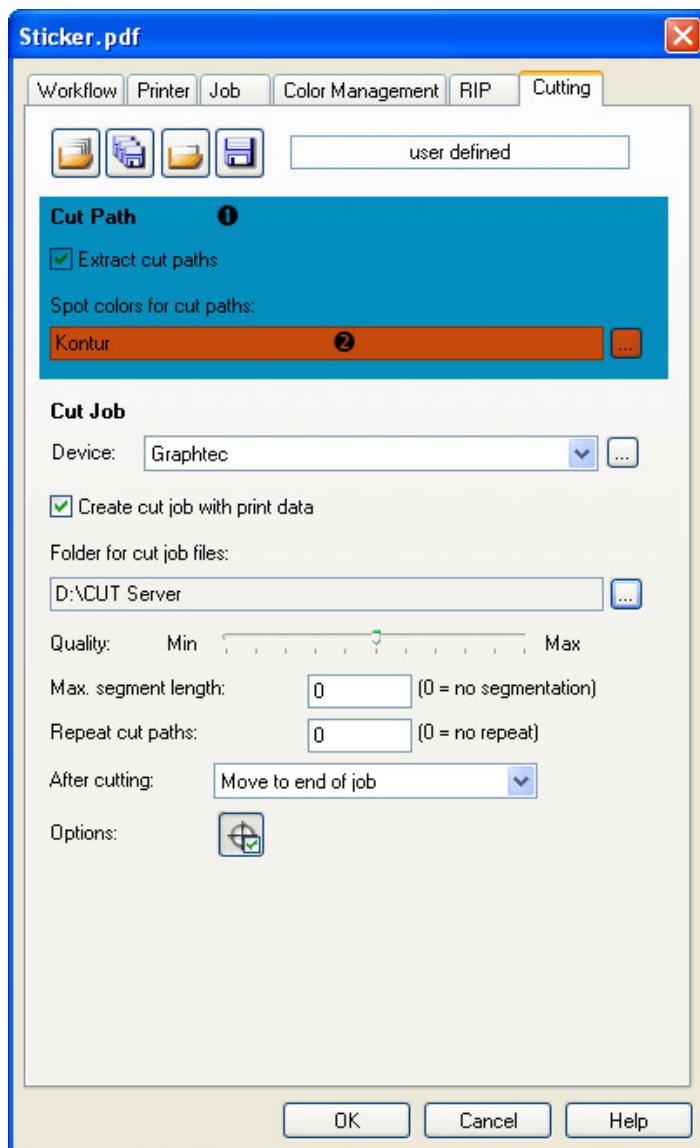 Sticker.pdf
Workflow Printer Job Color Management RIP Cutting
user defined
Cut Path ❶
Extract cut paths
Spot colors for cut paths:
Kontur ❷ ...
Cut Job
Device: Graphtec ...
Create cut job with print data
Folder for cut job files:
D:\CUT Server ...
Quality: Min Max
Max. segment length: 0 (0 = no segmentation)
Repeat cut paths: 0 (0 = no repeat)
After cutting: Move to end of job
Options:
OK Cancel Help